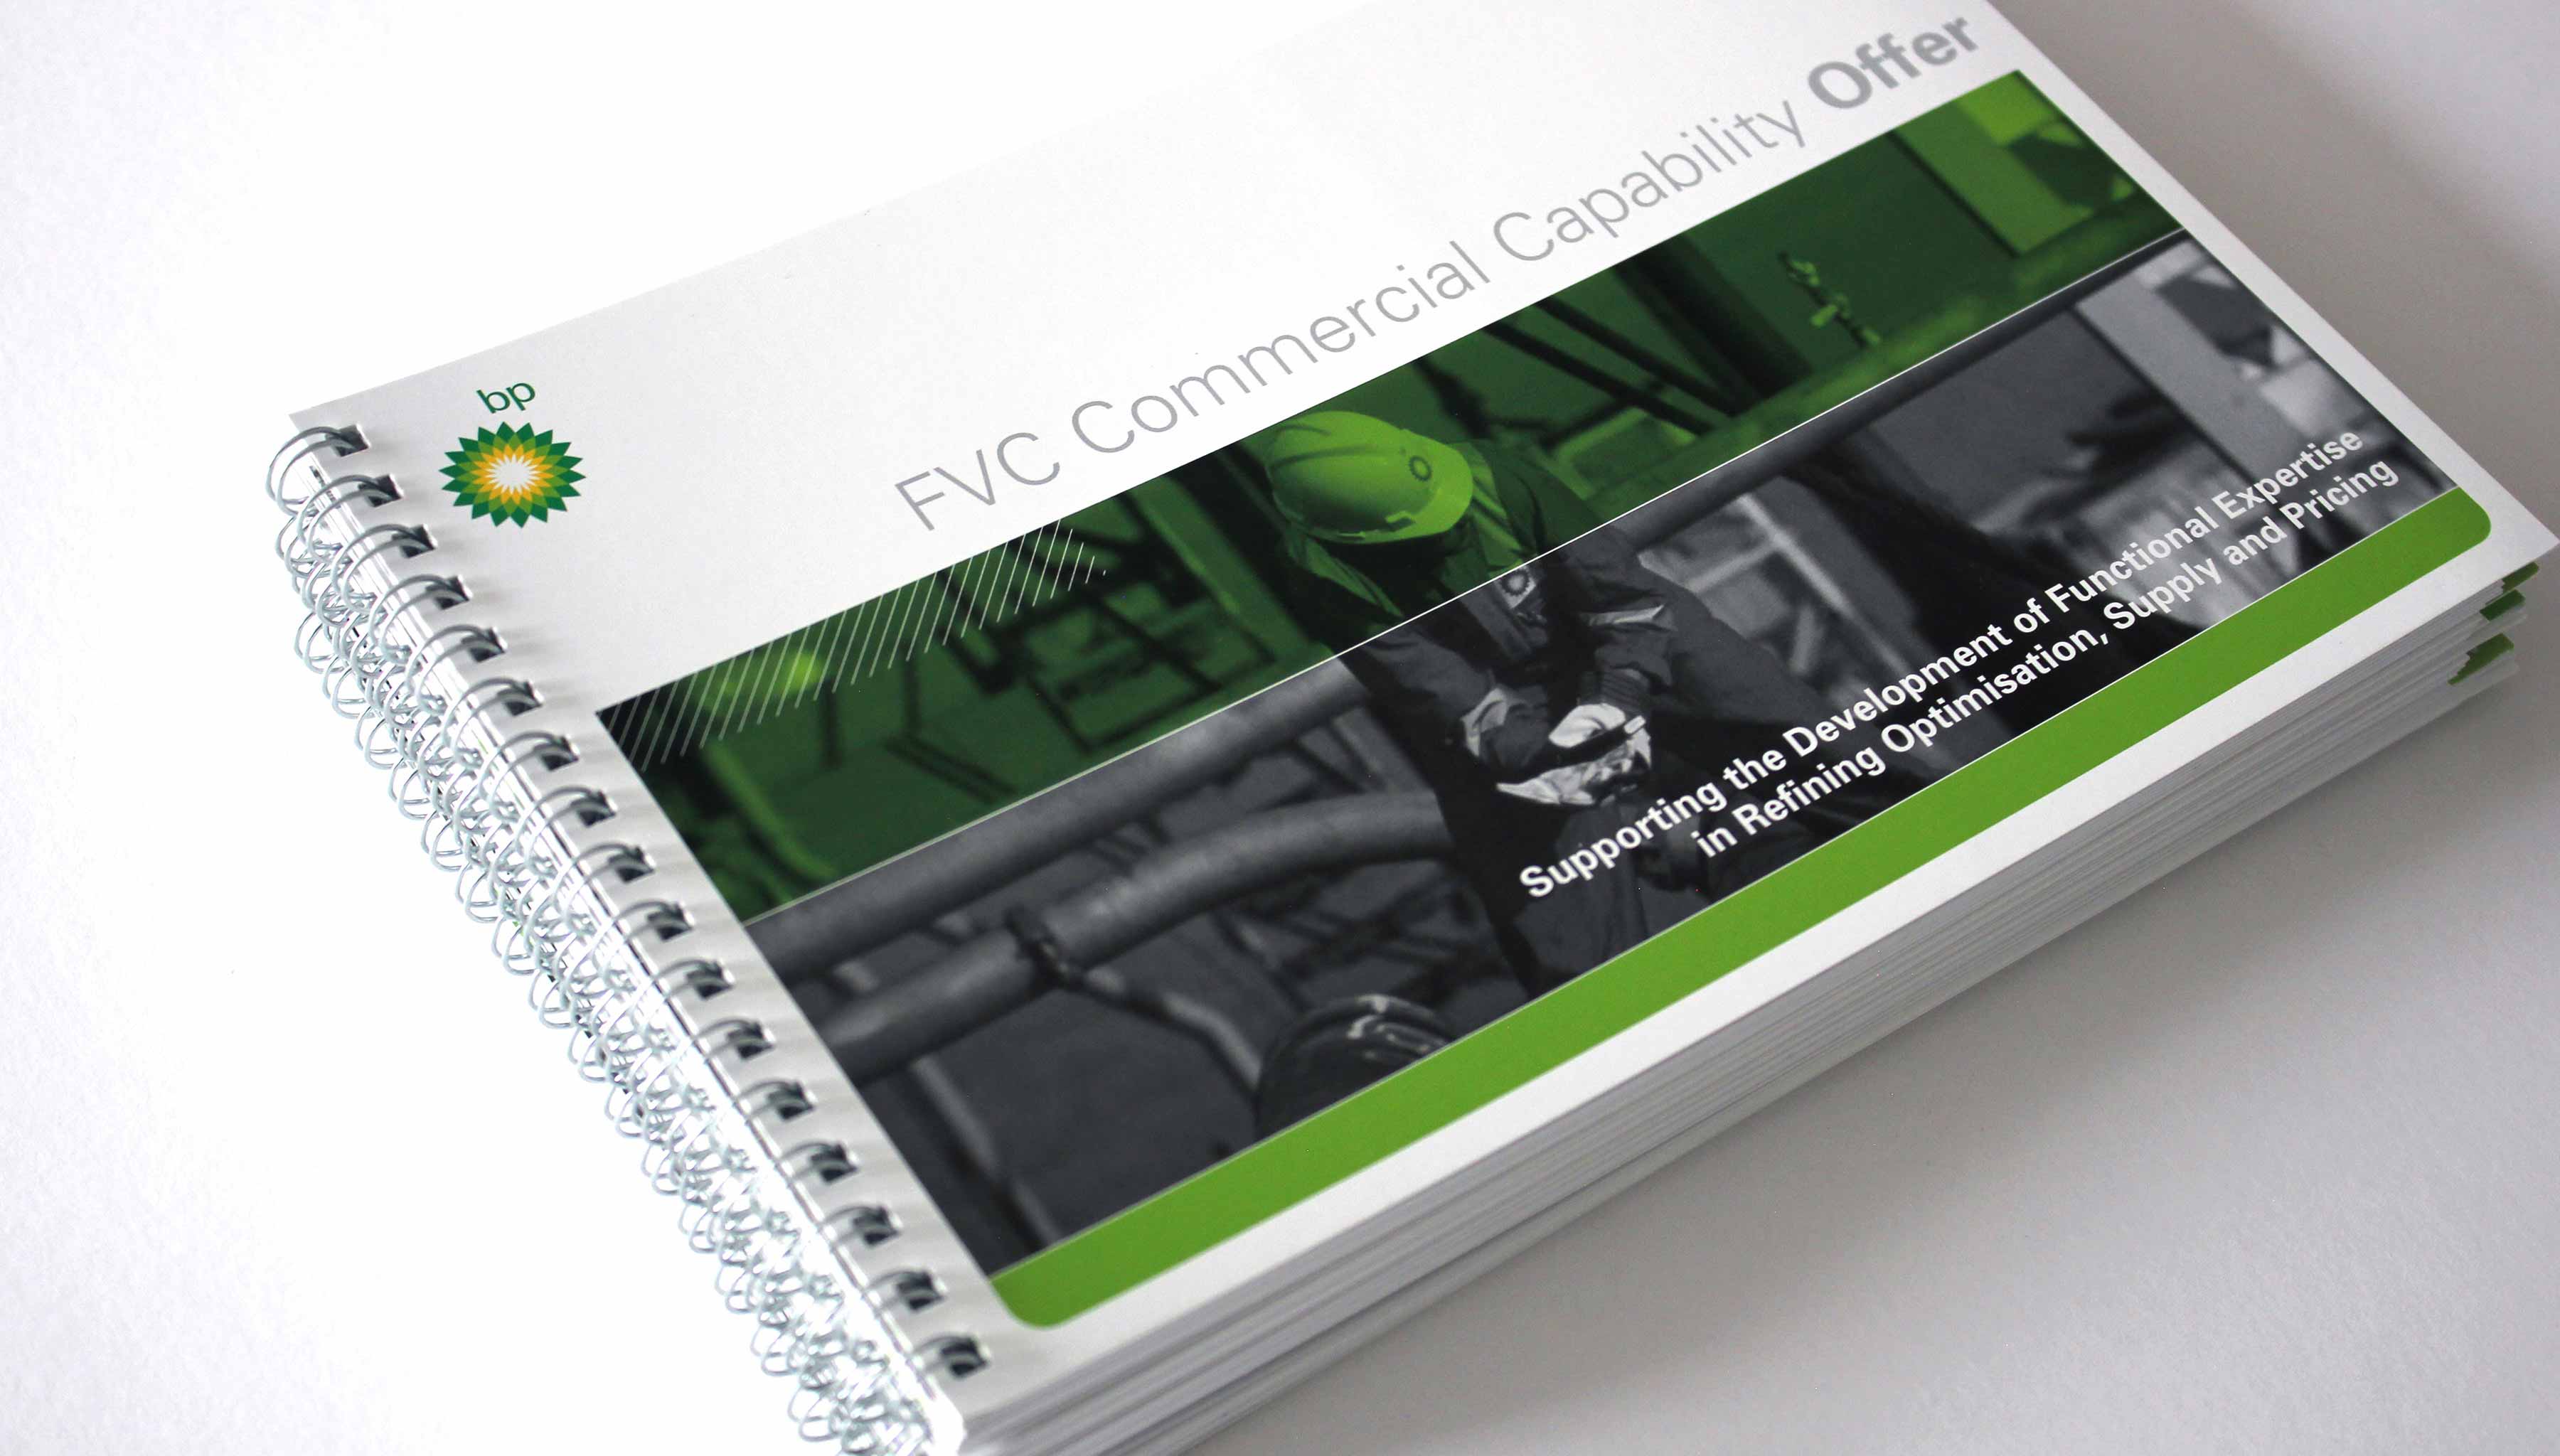 bp
FVC Commercial Capability Offer
Supporting the Development of Functional Expertise
in Refining Optimisation, Supply and Pricing